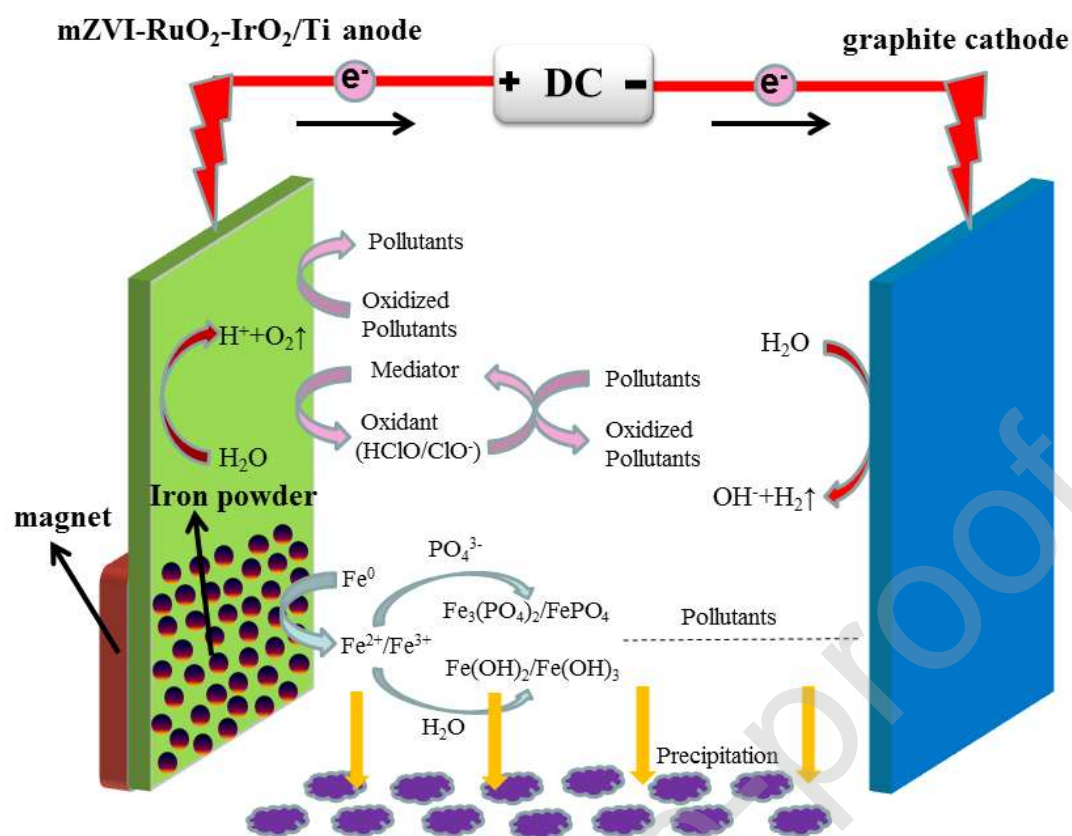 mZVI-RuO₂-IrO₂/Ti anode
graphite cathode
e⁻
+ DC −
e⁻
Pollutants
Oxidized
Pollutants
H⁺+O₂↑
H₂O
Mediator
Oxidant
(HClO/ClO⁻)
Pollutants
Oxidized
Pollutants
H₂O
OH⁻+H₂↑
Iron powder
magnet
Fe⁰
Fe²⁺/Fe³⁺
PO₄³⁻
Fe₃(PO₄)₂/FePO₄
Fe(OH)₂/Fe(OH)₃
H₂O
Pollutants
Precipitation
-proof